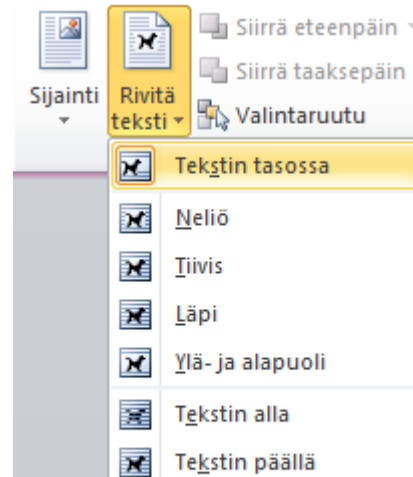 Sijainti
Rivitä
teksti
Siirrä eteenpäin
Siirrä taaksepäin
Valintaruutu
Tekstin tasossa
Neliö
Tiivis
Läpi
Ylä- ja alapuoli
Tekstin alla
Tekstin päällä